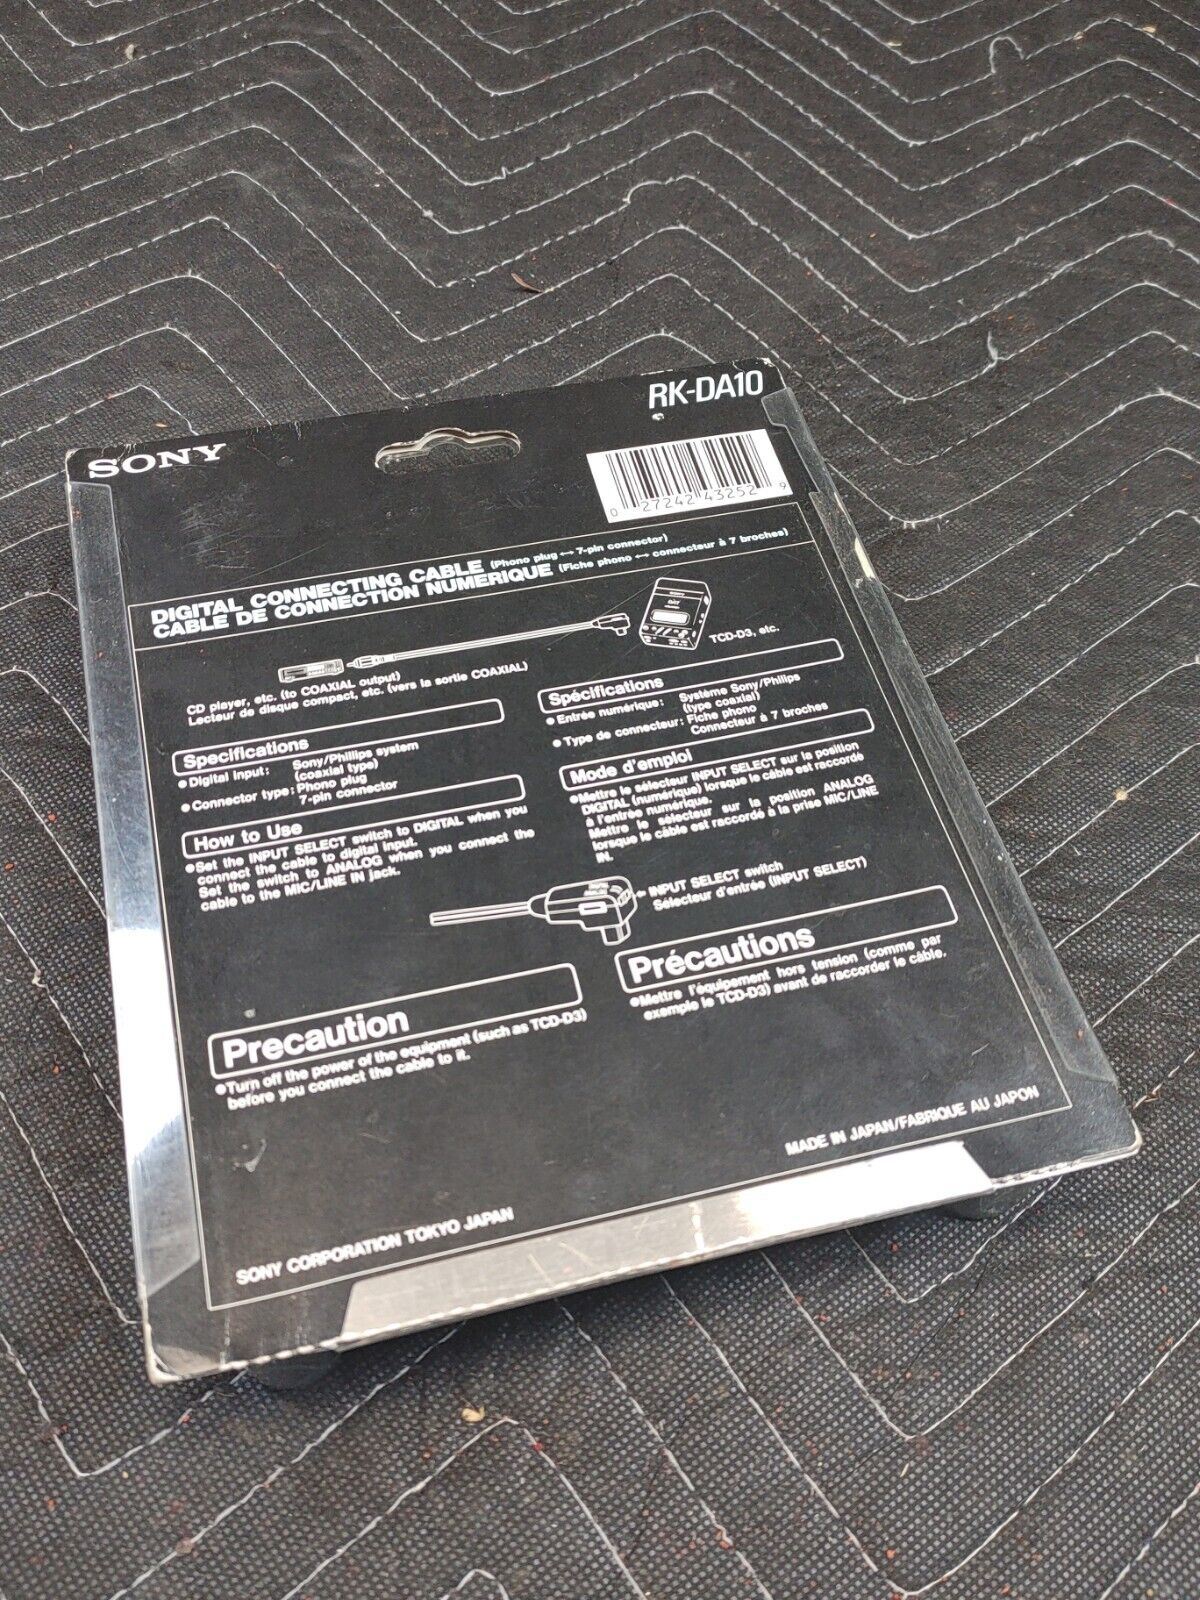 SONY
RK-DA10
0 27242 43252 9
DIGITAL CONNECTING CABLE (Phono plug ↔ 7-pin connector)
CABLE DE CONNECTION NUMERIQUE (Fiche phono ↔ connecteur à 7 broches)
TCD-D3, etc.
CD player, etc. (to COAXIAL output)
Lecteur de disque compact, etc. (vers la sortie COAXIAL)
Specifications
●Digital input: Sony/Phillips system
(coaxial type)
●Connector type: Phono plug
7-pin connector
How to Use
●Set the INPUT SELECT switch to DIGITAL when you
connect the cable to digital input.
Set the switch to ANALOG when you connect the
cable to the MIC/LINE IN jack.
Spécifications
●Entrée numérique: Système Sony/Philips
(type coaxial)
●Type de connecteur: Fiche phono
Connecteur à 7 broches
Mode d'emploi
●Mettre le sélecteur INPUT SELECT sur la position
DIGITAL (numérique) lorsque le câble est raccordé
à l'entrée numérique.
Mettre le sélecteur sur la position ANALOG
lorsque le câble est raccordé à la prise MIC/LINE
IN.
INPUT SELECT switch
Sélecteur d'entrée (INPUT SELECT)
Precaution
●Turn off the power of the equipment (such as TCD-D3)
before you connect the cable to it.
Précautions
●Mettre l'équipement hors tension (comme par
exemple le TCD-D3) avant de raccorder le câble.
MADE IN JAPAN/FABRIQUE AU JAPON
SONY CORPORATION TOKYO JAPAN